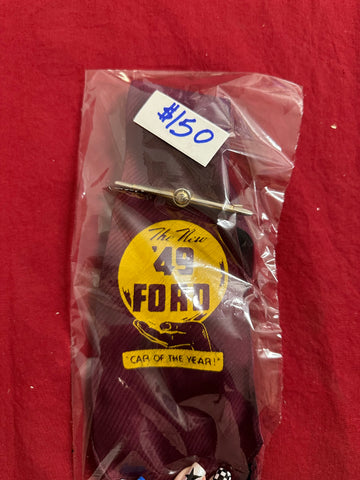 $150
The New
'49
FORD
"CAR OF THE YEAR!"